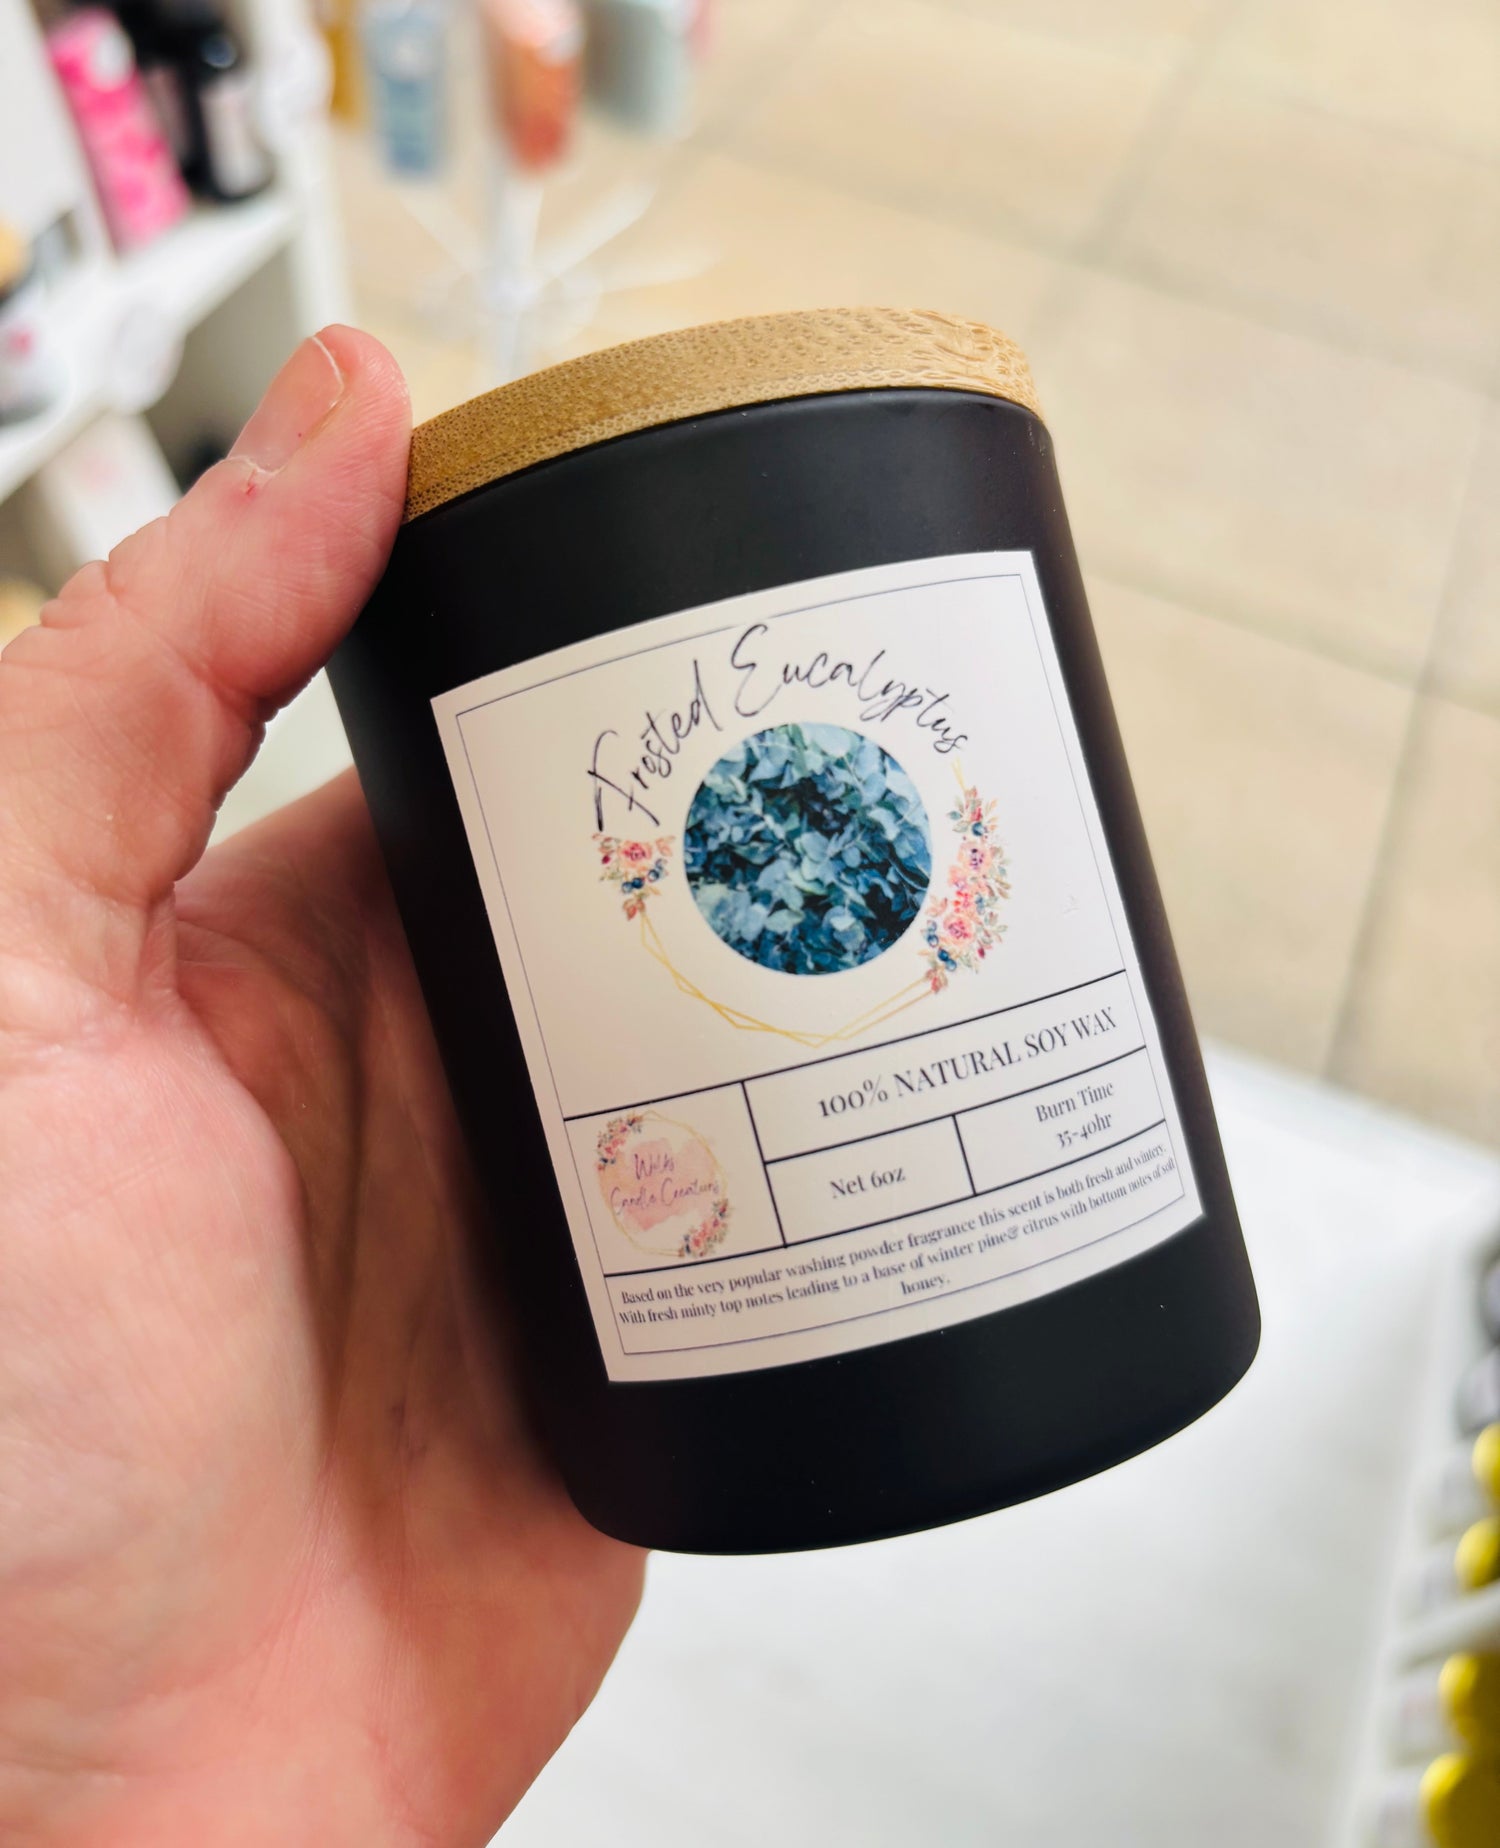 Frosted Eucalyptus
100% NATURAL SOY WAX
Burn Time
35-40hr
Net 6oz
Candle Creations
Based on the very popular washing powder fragrance this scent is both fresh and wintery.
With fresh minty top notes leading to a base of winter pine& citrus with bottom notes of soft
honey.